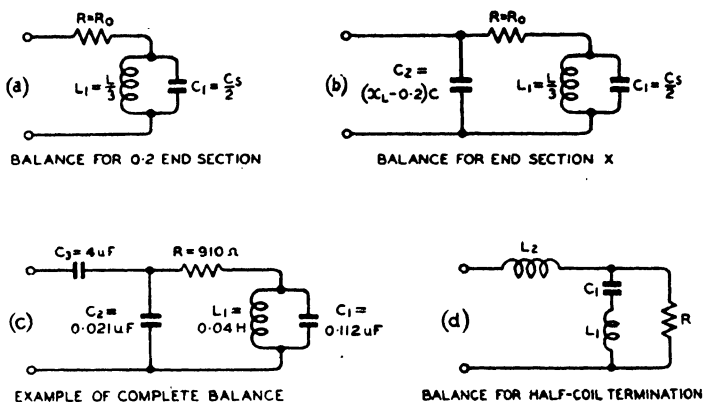 R=R₀
(a)
L₁=L/3
C₁=Cs/2
BALANCE FOR 0·2 END SECTION
R=R₀
(b)
C₂=
(xL-0·2)C
L₁=L/3
C₁=Cs/2
BALANCE FOR END SECTION X
C₃=4uF
R=910Ω
(c)
C₂=
0·021uF
L₁=
0·04H
C₁=
0·112uF
EXAMPLE OF COMPLETE BALANCE
L₂
C₁
(d)
L₁
R
BALANCE FOR HALF-COIL TERMINATION